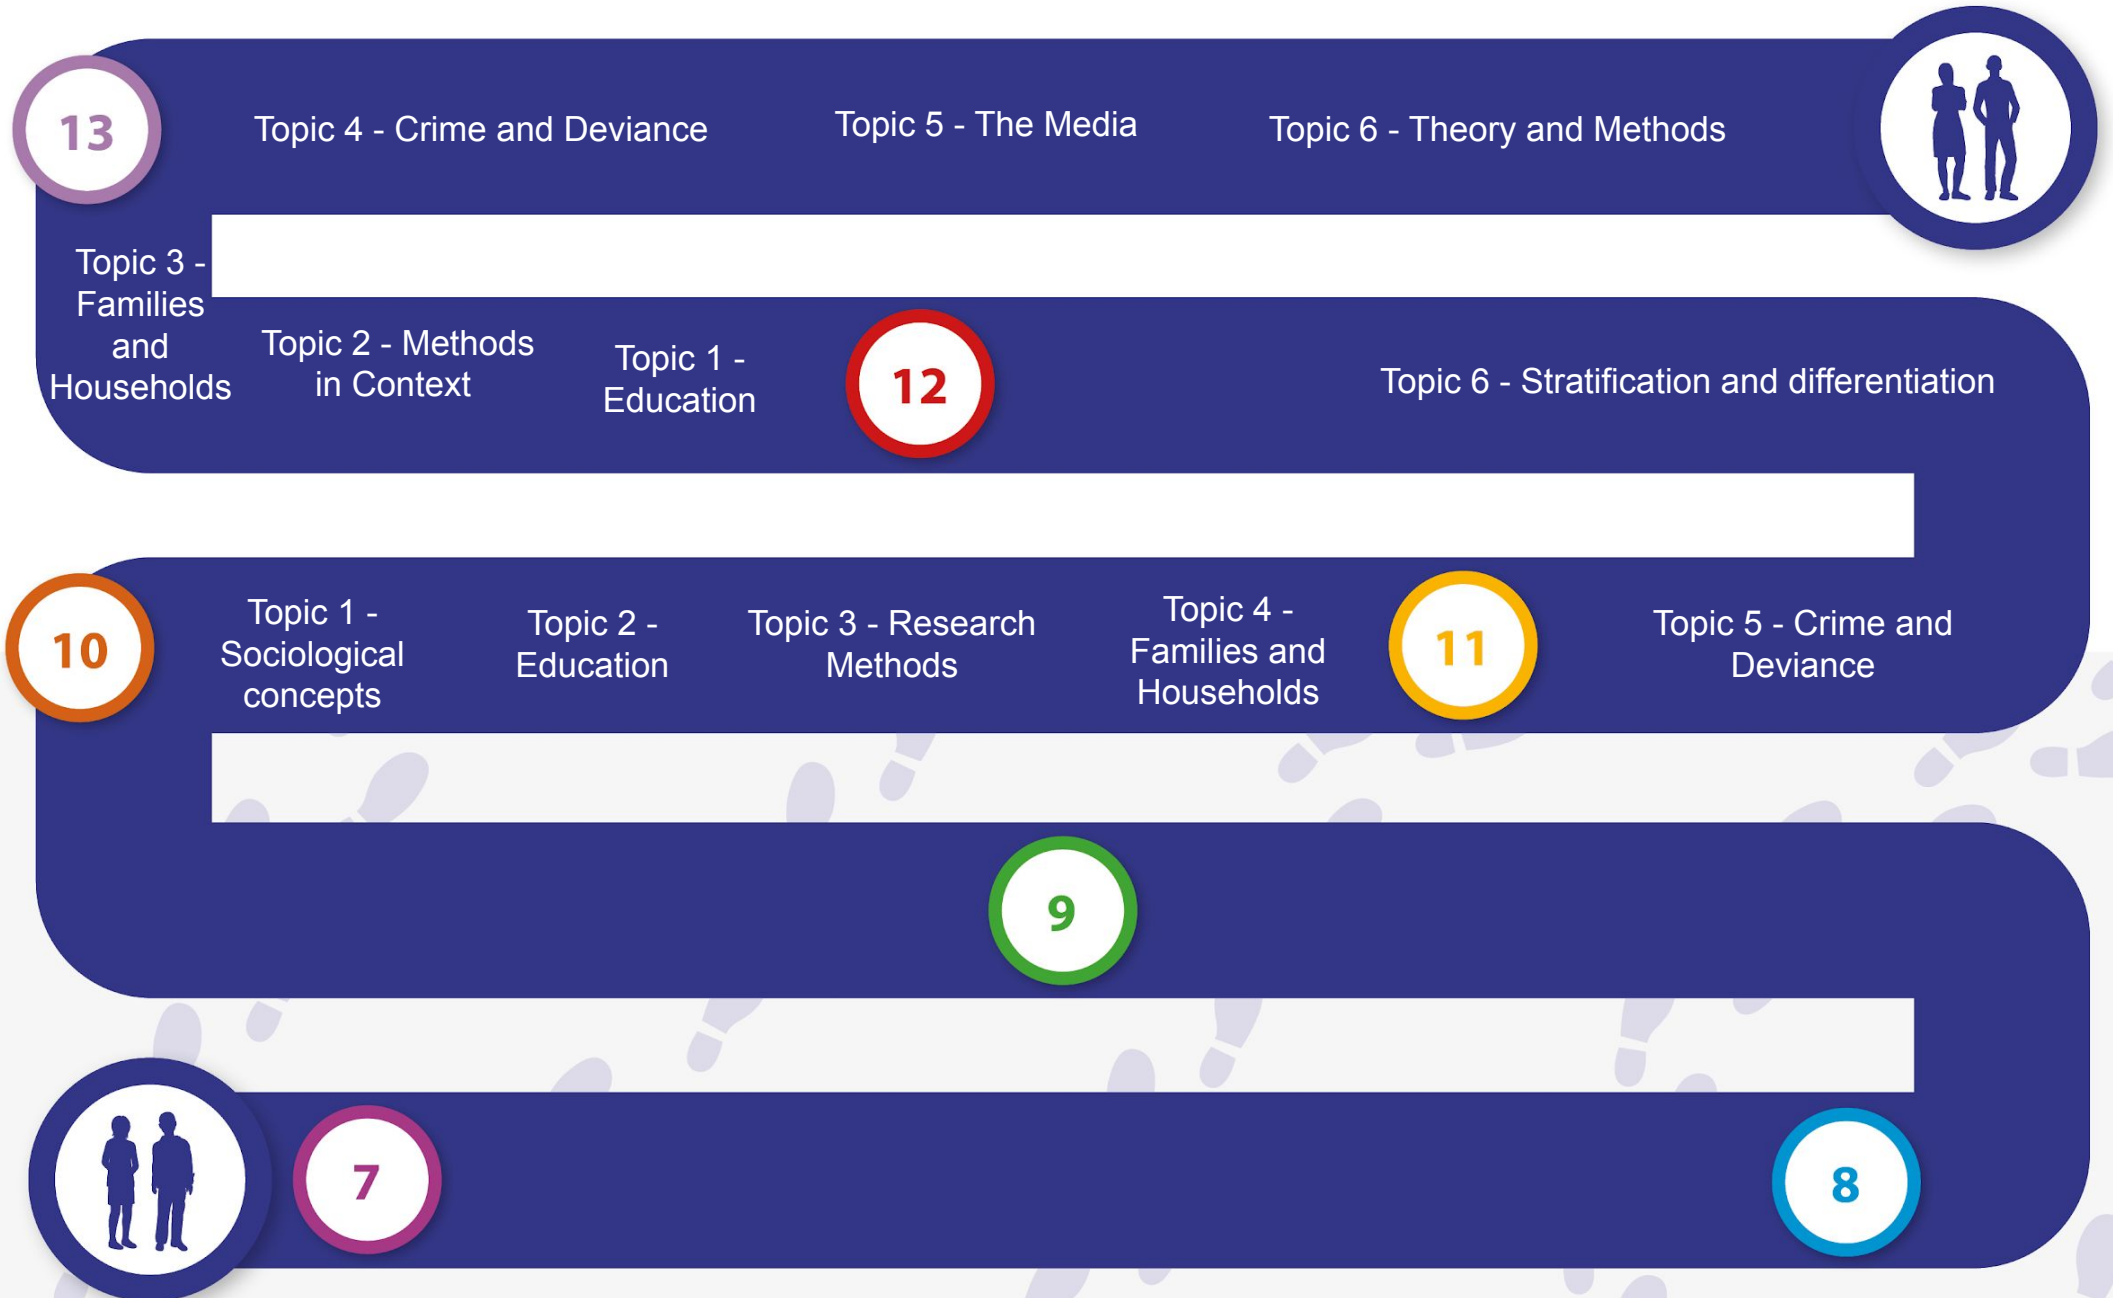 13
Topic 4 - Crime and Deviance
Topic 5 - The Media
Topic 6 - Theory and Methods
Topic 3 -
Families
and
Households
Topic 2 - Methods
in Context
Topic 1 -
Education
12
Topic 6 - Stratification and differentiation
10
Topic 1 -
Sociological
concepts
Topic 2 -
Education
Topic 3 - Research
Methods
Topic 4 -
Families and
Households
11
Topic 5 - Crime and
Deviance
9
7
8